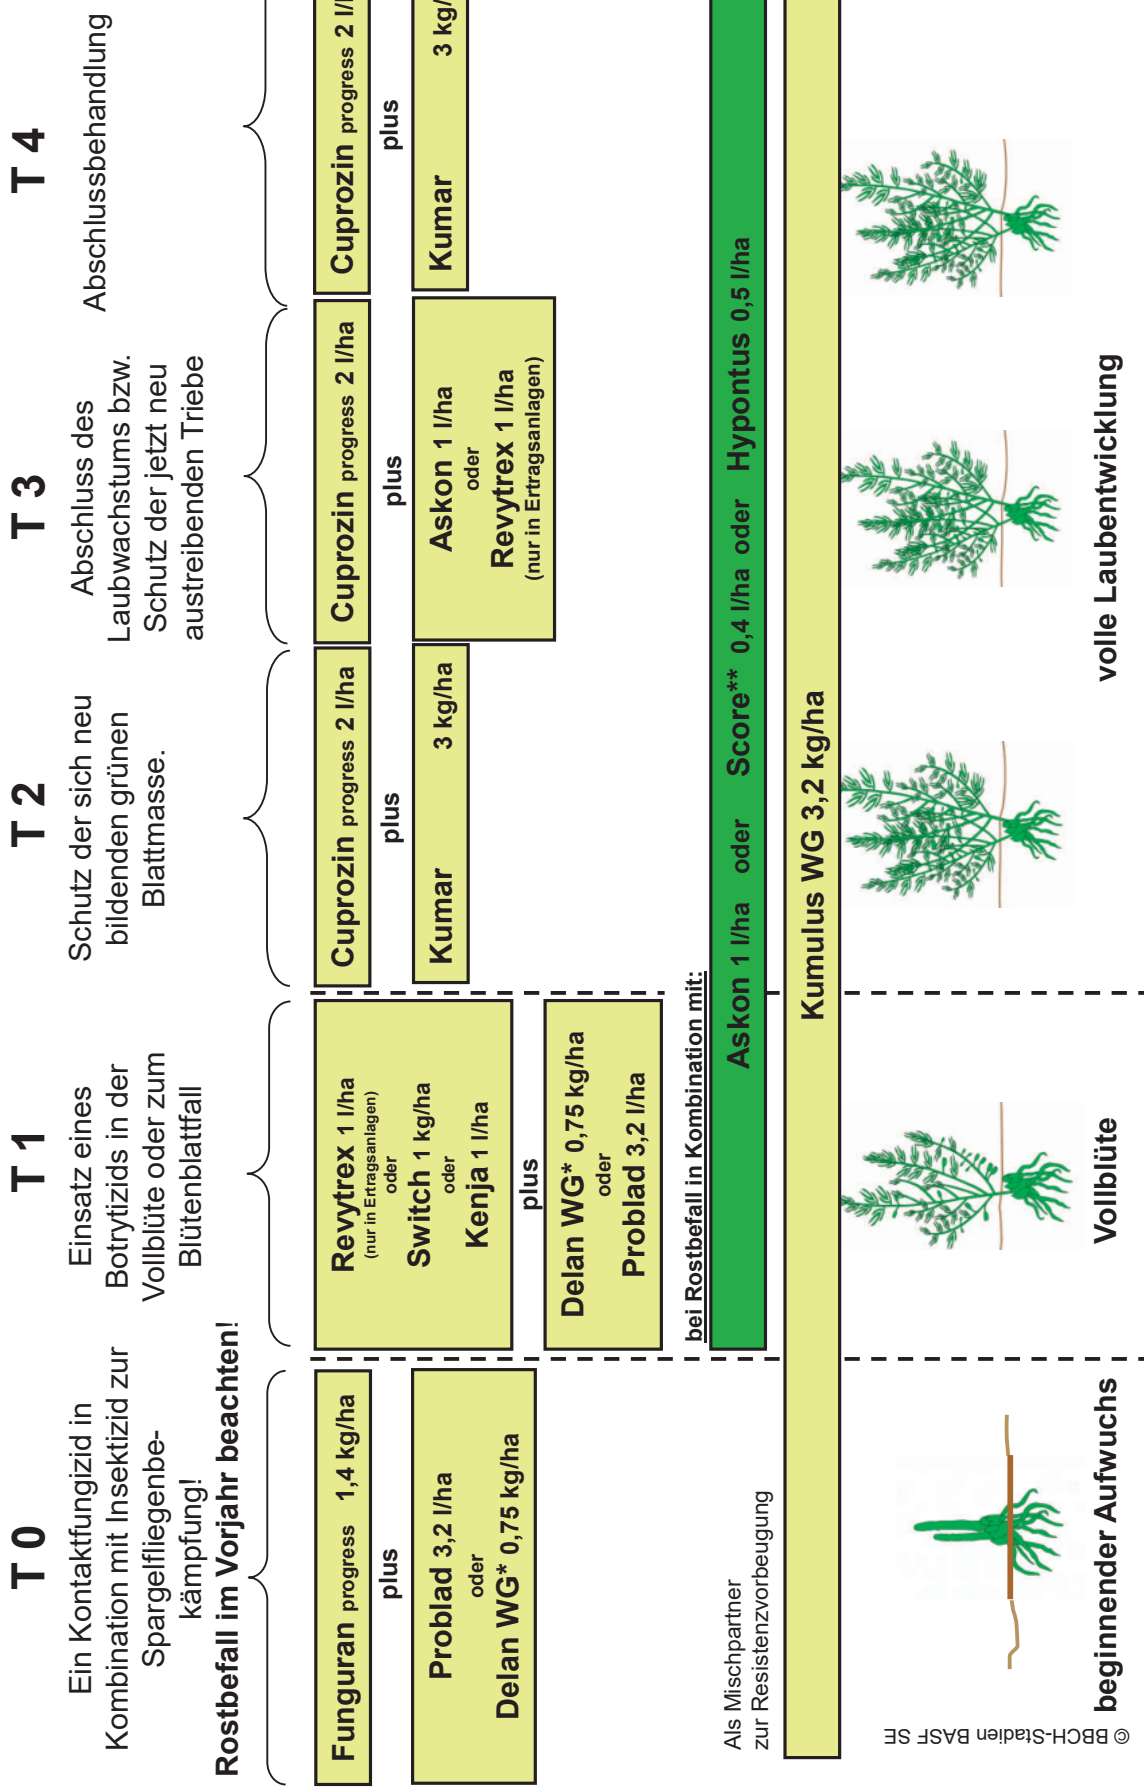 T 0
Ein Kontaktfungizid in
Kombination mit Insektizid zur
Spargelfliegenbe-
kämpfung!
Rostbefall im Vorjahr beachten!
Funguran progress 1,4 kg/ha
plus
Problad 3,2 l/ha
oder
Delan WG* 0,75 kg/ha
T 1
Einsatz eines
Botrytizids in der
Vollblüte oder zum
Blütenblattfall
Revytrex 1 l/ha
(nur in Ertragsanlagen)
oder
Switch 1 kg/ha
oder
Kenja 1 l/ha
plus
Delan WG* 0,75 kg/ha
oder
Problad 3,2 l/ha
T 2
Schutz der sich neu
bildenden grünen
Blattmasse.
Cuprozin progress 2 l/ha
plus
Kumar 3 kg/ha
T 3
Abschluss des
Laubwachstums bzw.
Schutz der jetzt neu
austreibenden Triebe
Cuprozin progress 2 l/ha
plus
Askon 1 l/ha
oder
Revytrex 1 l/ha
(nur in Ertragsanlagen)
T 4
Abschlussbehandlung
Cuprozin progress 2
plus
Kumar 3
bei Rostbefall in Kombination mit:
Askon 1 l/ha oder Score** 0,4 l/ha oder Hypontus 0,5 l/ha
Als Mischpartner
zur Resistenzvorbeugung
Kumulus WG 3,2 kg/ha
beginnender Aufwuchs
Vollblüte
volle Laubentwicklung
© BBCH-Stadien BASF SE